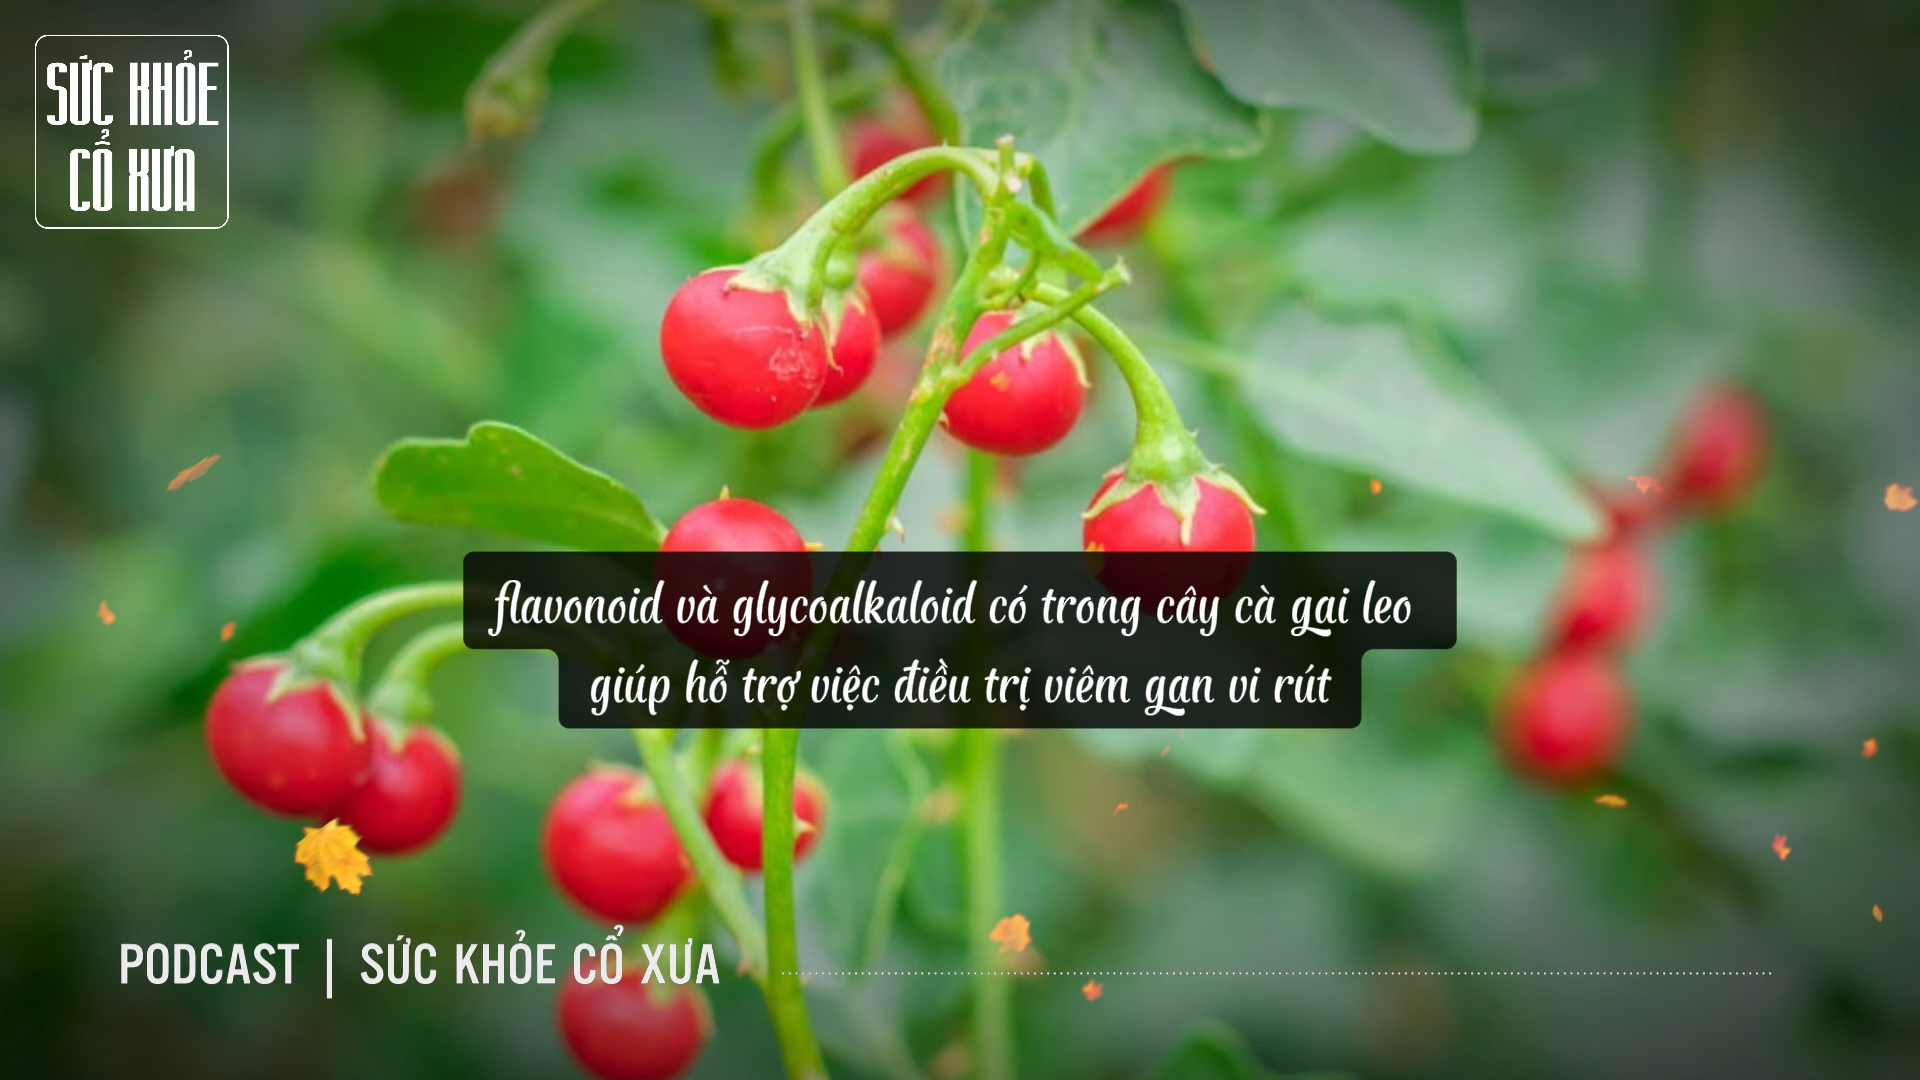 SỨC KHỎE
CỔ XƯA
flavonoid và glycoalkaloid có trong cây cà gai leo
giúp hỗ trợ việc điều trị viêm gan vi rút
PODCAST | SỨC KHỎE CỔ XƯA